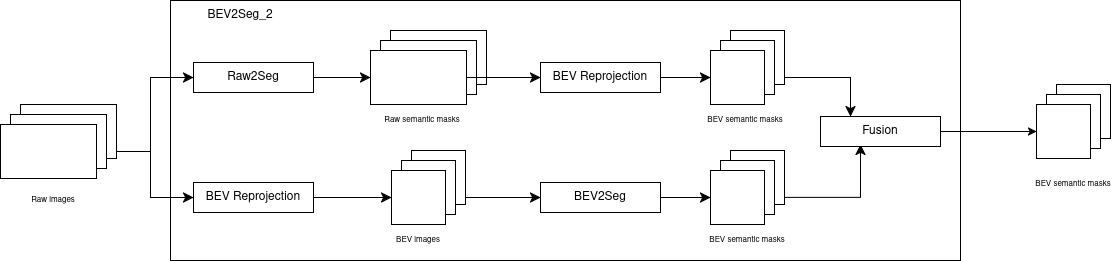 BEV2Seg_2
Raw2Seg
BEV Reprojection
Raw semantic masks
BEV semantic masks
Fusion
Raw images
BEV Reprojection
BEV2Seg
BEV images
BEV semantic masks
BEV semantic masks